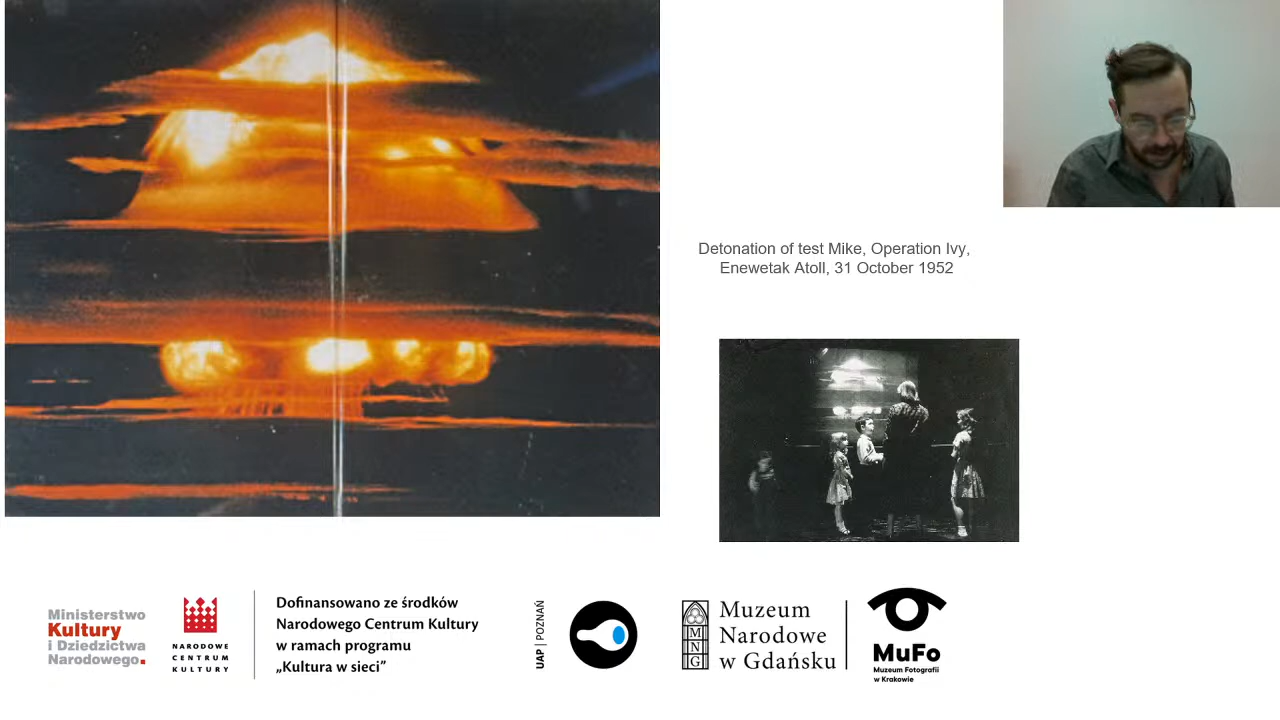 Detonation of test Mike, Operation Ivy,
Enewetak Atoll, 31 October 1952
Ministerstwo
Kultury
i Dziedzictwa
Narodowego.
NARODOWE
CENTRUM
KULTURY
Dofinansowano ze środków
Narodowego Centrum Kultury
w ramach programu
„Kultura w sieci”
UAP | POZNAŃ
MNG
Muzeum
Narodowe
w Gdańsku
MuFo
Muzeum Fotografii
w Krakowie